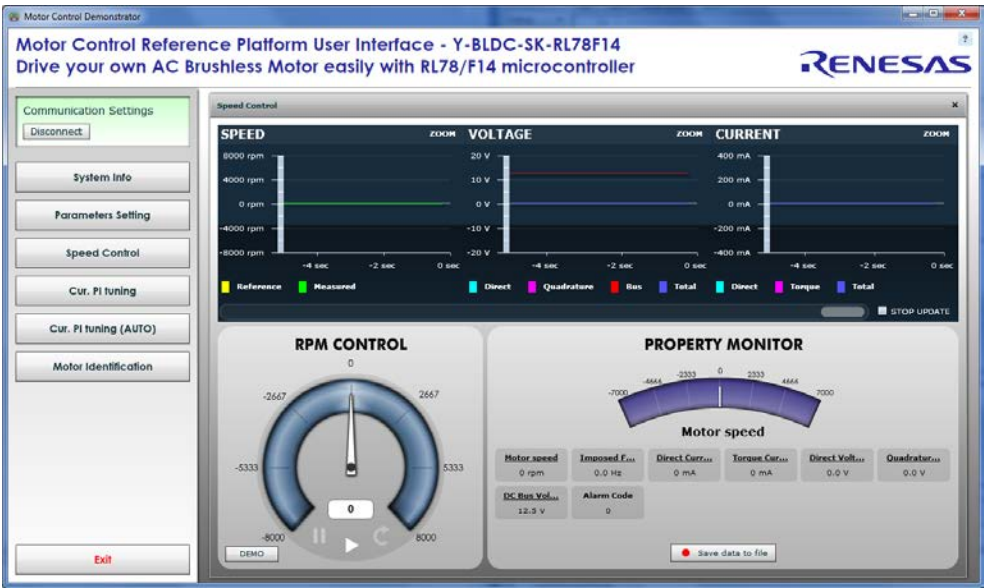 Motor Control Demonstrator
Motor Control Reference Platform User Interface - Y-BLDC-SK-RL78F14
Drive your own AC Brushless Motor easily with RL78/F14 microcontroller
?
RENESAS
Communication Settings
Disconnect
System Info
Parameters Setting
Speed Control
Cur. PI tuning
Cur. PI tuning (AUTO)
Motor Identification
Exit
Speed Control
x
SPEED ZOOM
8000 rpm
4000 rpm
0 rpm
-4000 rpm
-8000 rpm
-4 sec -2 sec 0 sec
Reference Measured
VOLTAGE ZOOM
20 V
10 V
0 V
-10 V
-20 V
-4 sec -2 sec 0 sec
Direct Quadrature Bus Total
CURRENT ZOOM
400 mA
200 mA
0 mA
-200 mA
-400 mA
-4 sec -2 sec 0 sec
Direct Torque Total
STOP UPDATE
RPM CONTROL
0
-2667 2667
-5333 5333
0
-8000 8000
DEMO
PROPERTY MONITOR
-7000 -4666 -2333 0 2333 4666 7000
Motor speed
Motor speed Imposed F... Direct Curr... Torque Cur... Direct Volt... Quadratur...
0 rpm 0.0 Hz 0 mA 0 mA 0.0 V 0.0 V
DC Bus Vol... Alarm Code
12.5 V 0
Save data to file